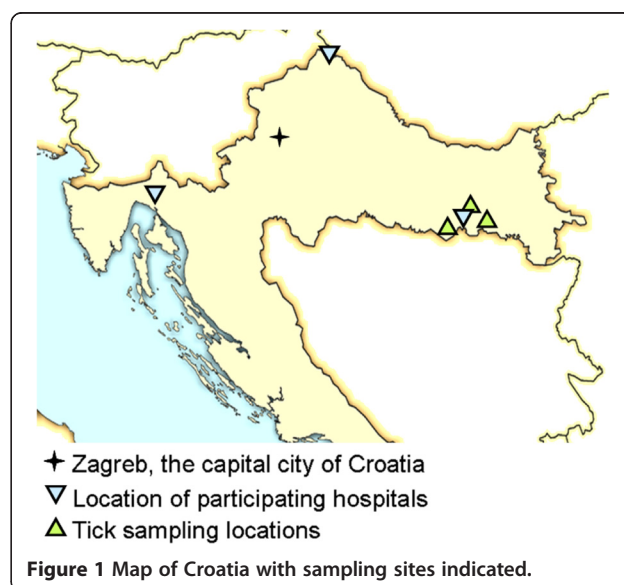 Zagreb, the capital city of Croatia
Location of participating hospitals
Tick sampling locations
Figure 1 Map of Croatia with sampling sites indicated.